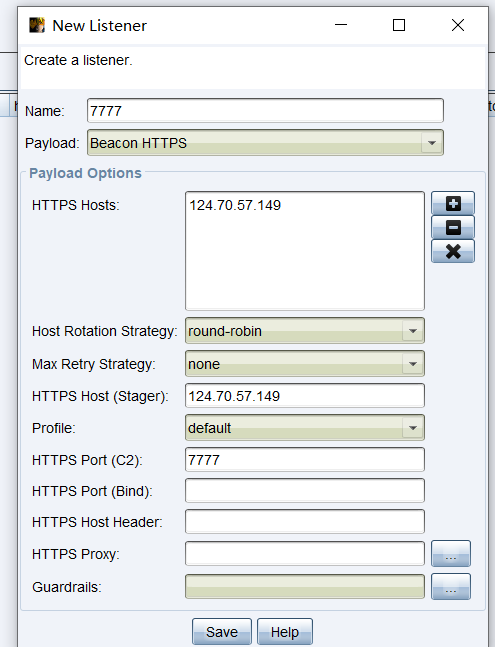 New Listener
Create a listener.
Name: 7777
Payload: Beacon HTTPS
Payload Options
HTTPS Hosts: 124.70.57.149
Host Rotation Strategy: round-robin
Max Retry Strategy: none
HTTPS Host (Stager): 124.70.57.149
Profile: default
HTTPS Port (C2): 7777
HTTPS Port (Bind):
HTTPS Host Header:
HTTPS Proxy: ...
Guardrails: ...
Save Help